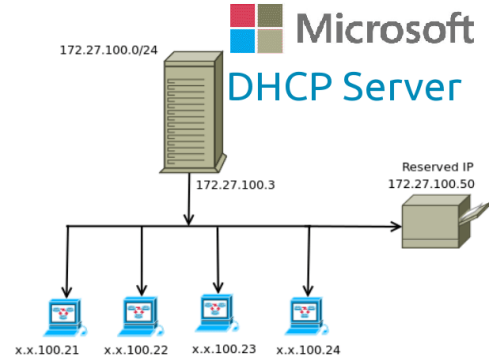 Microsoft
172.27.100.0/24
DHCP Server
Reserved IP
172.27.100.3
172.27.100.50
x.x.100.21
x.x.100.22
x.x.100.23
x.x.100.24